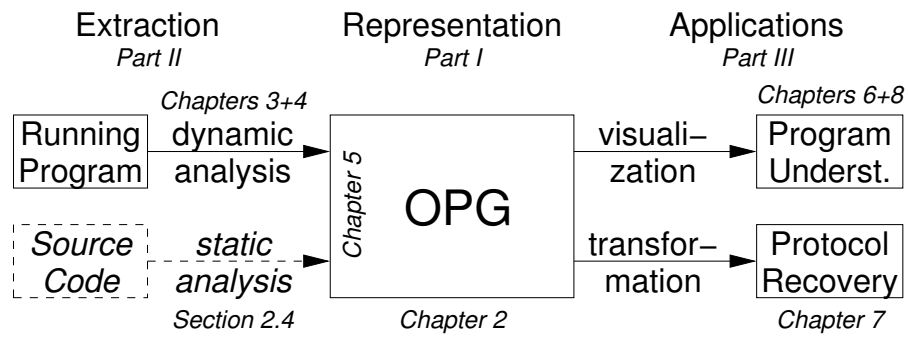 Extraction
Part II
Representation
Part I
Applications
Part III
Chapters 3+4
Chapters 6+8
Running
Program
dynamic
analysis
Chapter 5
OPG
visuali–
zation
Program
Underst.
Source
Code
static
analysis
transfor–
mation
Protocol
Recovery
Section 2.4
Chapter 2
Chapter 7